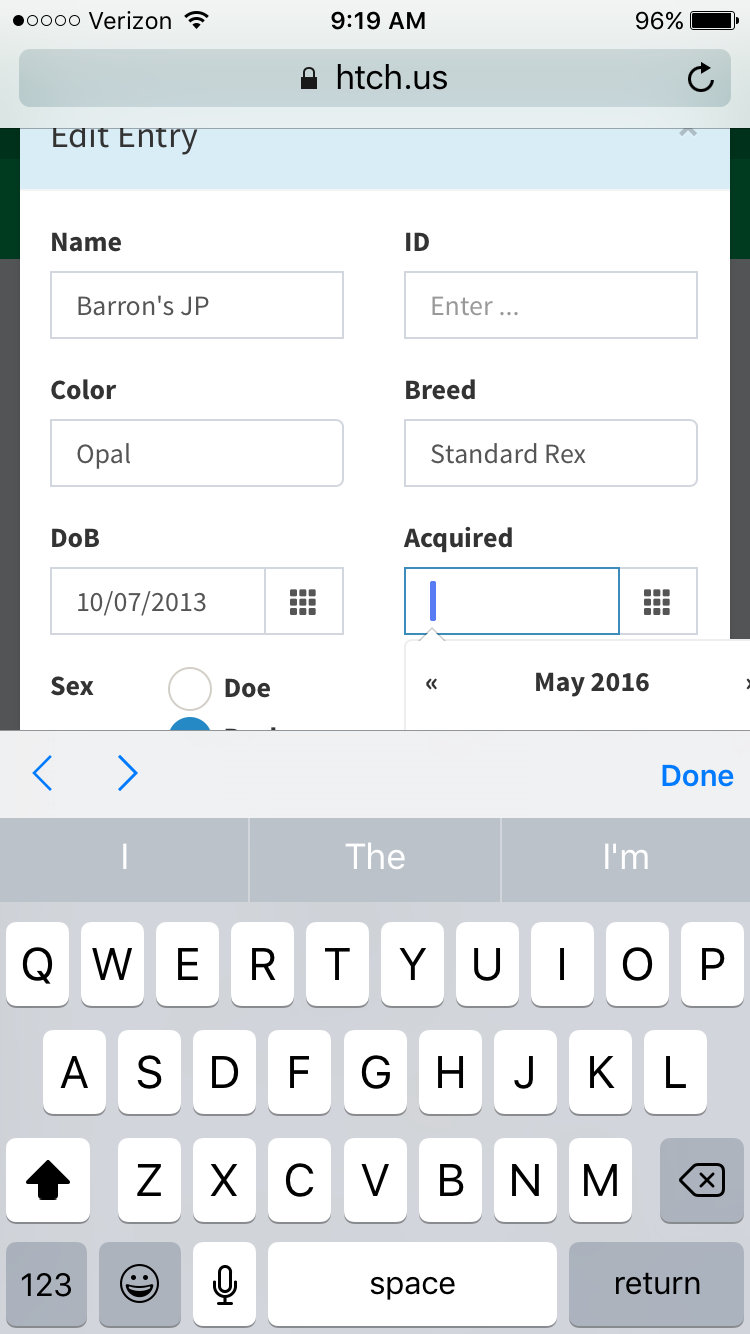 Verizon 9:19 AM 96%
htch.us
Edit Entry ×
Name ID
Barron's JP Enter ...
Color Breed
Opal Standard Rex
DoB Acquired
10/07/2013
Sex Doe
« May 2016 »
Done
I The I'm
Q W E R T Y U I O P
A S D F G H J K L
Z X C V B N M
123 space return